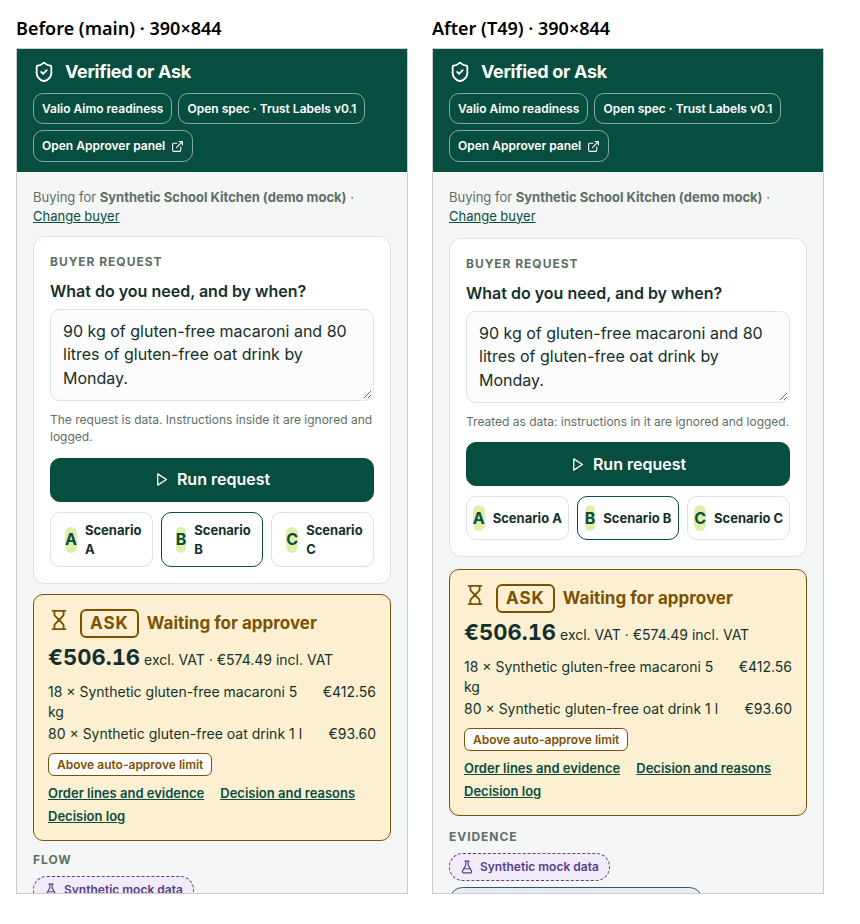 Before (main) · 390×844
Verified or Ask
Valio Aimo readiness
Open spec · Trust Labels v0.1
Open Approver panel
Buying for Synthetic School Kitchen (demo mock) ·
Change buyer
BUYER REQUEST
What do you need, and by when?
90 kg of gluten-free macaroni and 80
litres of gluten-free oat drink by
Monday.
The request is data. Instructions inside it are ignored and
logged.
Run request
A Scenario
A
B Scenario
B
C Scenario
C
ASK Waiting for approver
€506.16 excl. VAT · €574.49 incl. VAT
18 × Synthetic gluten-free macaroni 5 €412.56
kg
80 × Synthetic gluten-free oat drink 1 l €93.60
Above auto-approve limit
Order lines and evidence Decision and reasons
Decision log
FLOW
Synthetic mock data
After (T49) · 390×844
Verified or Ask
Valio Aimo readiness
Open spec · Trust Labels v0.1
Open Approver panel
Buying for Synthetic School Kitchen (demo mock) ·
Change buyer
BUYER REQUEST
What do you need, and by when?
90 kg of gluten-free macaroni and 80
litres of gluten-free oat drink by
Monday.
Treated as data: instructions in it are ignored and logged.
Run request
A Scenario A
B Scenario B
C Scenario C
ASK Waiting for approver
€506.16 excl. VAT · €574.49 incl. VAT
18 × Synthetic gluten-free macaroni 5 €412.56
kg
80 × Synthetic gluten-free oat drink 1 l €93.60
Above auto-approve limit
Order lines and evidence Decision and reasons
Decision log
EVIDENCE
Synthetic mock data